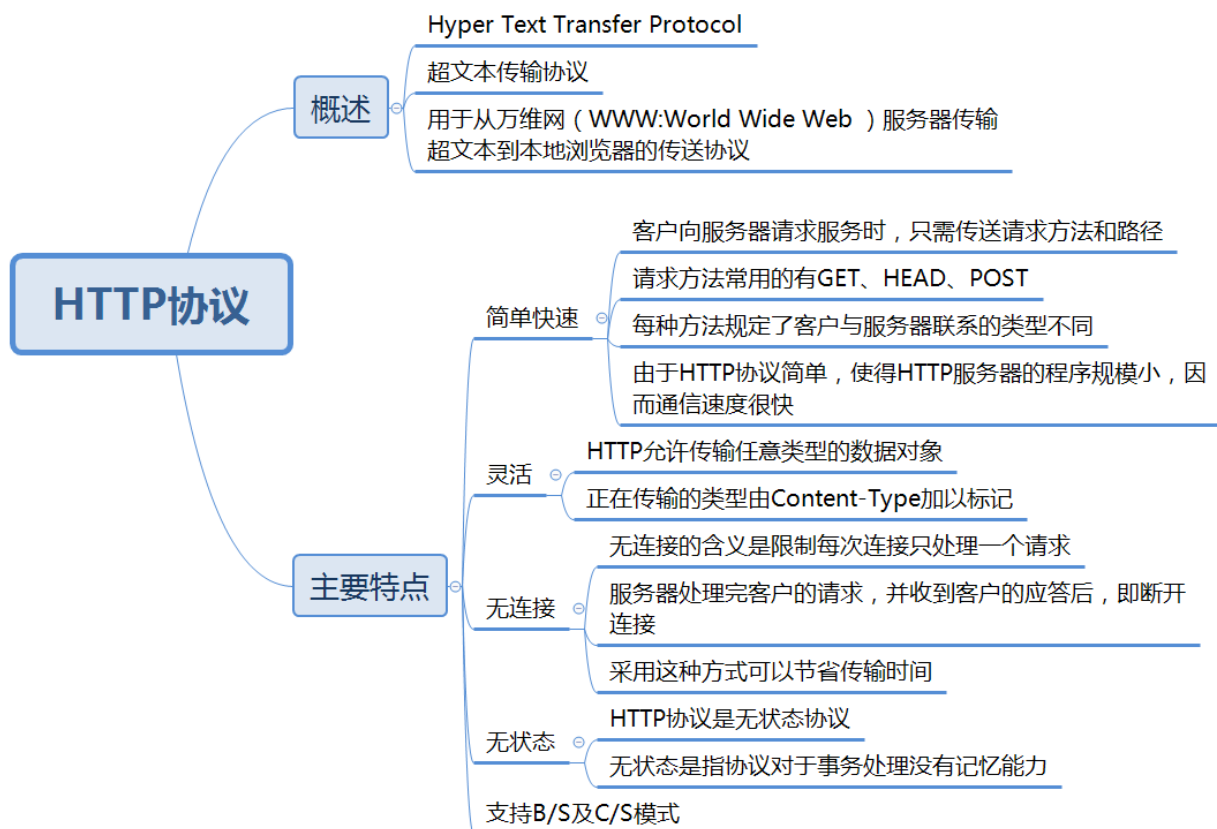 HTTP协议
概述
Hyper Text Transfer Protocol
超文本传输协议
用于从万维网（WWW:World Wide Web ）服务器传输
超文本到本地浏览器的传送协议
主要特点
简单快速
客户向服务器请求服务时，只需传送请求方法和路径
请求方法常用的有GET、HEAD、POST
每种方法规定了客户与服务器联系的类型不同
由于HTTP协议简单，使得HTTP服务器的程序规模小，因
而通信速度很快
灵活
HTTP允许传输任意类型的数据对象
正在传输的类型由Content-Type加以标记
无连接
无连接的含义是限制每次连接只处理一个请求
服务器处理完客户的请求，并收到客户的应答后，即断开
连接
采用这种方式可以节省传输时间
无状态
HTTP协议是无状态协议
无状态是指协议对于事务处理没有记忆能力
支持B/S及C/S模式